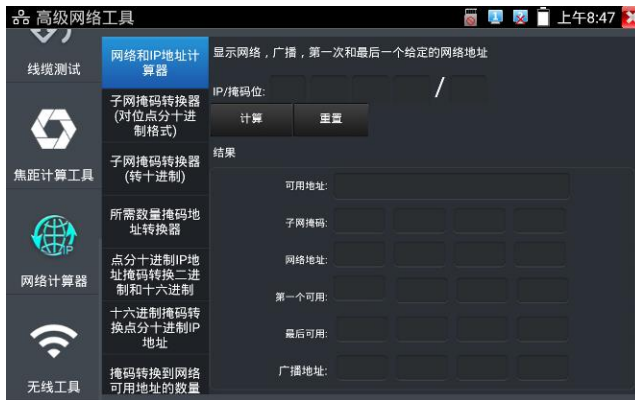 高级网络工具
上午8:47
线缆测试
焦距计算工具
IP
网络计算器
无线工具
网络和IP地址计
算器
子网掩码转换器
(对位点分十进
制格式)
子网掩码转换器
(转十进制)
所需数量掩码地
址转换器
点分十进制IP地
址掩码转换二进
制和十六进制
十六进制掩码转
换点分十进制IP
地址
掩码转换到网络
可用地址的数量
显示网络，广播，第一次和最后一个给定的网络地址
IP/掩码位:
/
计算 重置
结果
可用地址:
子网掩码:
网络地址:
第一个可用:
最后可用:
广播地址: